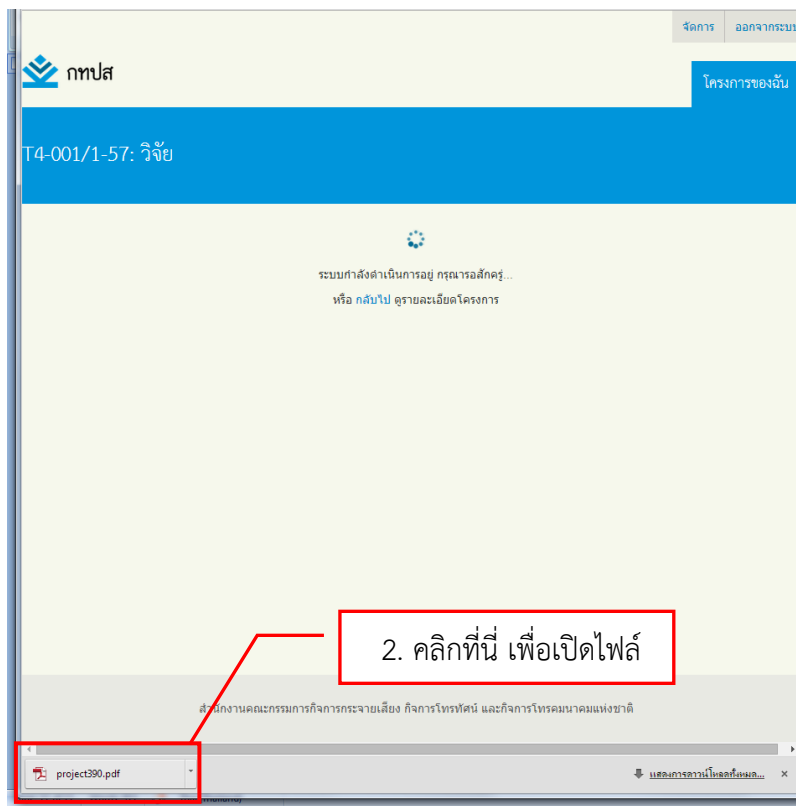 จัดการ ออกจากระบบ
กทปส
โครงการของฉัน
T4-001/1-57: วิจัย
ระบบกำลังดำเนินการอยู่ กรุณารอสักครู่...
หรือ กลับไป ดูรายละเอียดโครงการ
2. คลิกที่นี่ เพื่อเปิดไฟล์
สำนักงานคณะกรรมการกิจการกระจายเสียง กิจการโทรทัศน์ และกิจการโทรคมนาคมแห่งชาติ
project390.pdf
แสดงการดาวน์โหลดทั้งหมด...